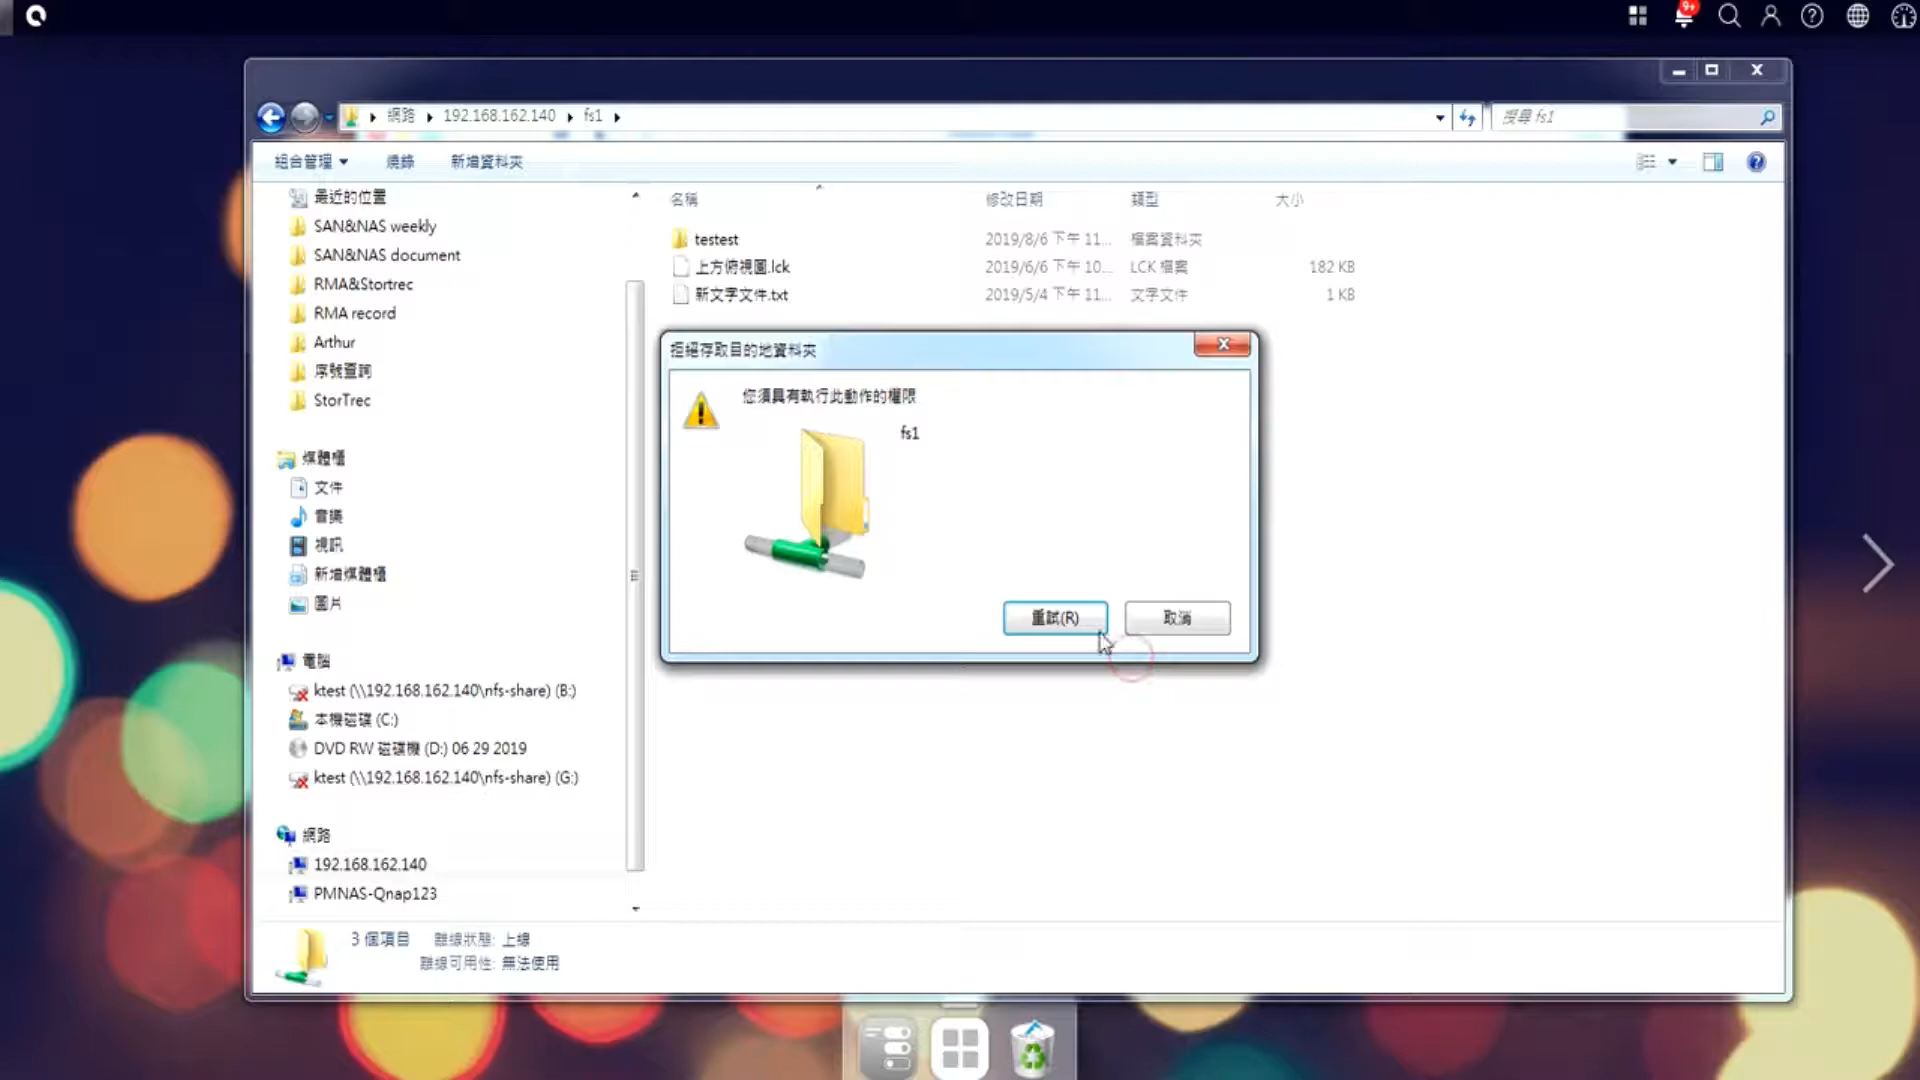 9+
網路 192.168.162.140 fs1
搜尋 fs1
組合管理 燒錄 新增資料夾
最近的位置
SAN&NAS weekly
SAN&NAS document
RMA&Stortrec
RMA record
Arthur
序號查詢
StorTrec
媒體櫃
文件
音樂
視訊
新增媒體櫃
圖片
電腦
ktest (\\192.168.162.140\nfs-share) (B:)
本機磁碟 (C:)
DVD RW 磁碟機 (D:) 06 29 2019
ktest (\\192.168.162.140\nfs-share) (G:)
網路
192.168.162.140
PMNAS-Qnap123
名稱 修改日期 類型 大小
testest 2019/8/6 下午 11... 檔案資料夾
上方俯視圖.lck 2019/6/6 下午 10... LCK 檔案 182 KB
新文字文件.txt 2019/5/4 下午 11... 文字文件 1 KB
拒絕存取目的地資料夾
您須具有執行此動作的權限
fs1
重試(R) 取消
3 個項目 離線狀態: 上線
離線可用性: 無法使用